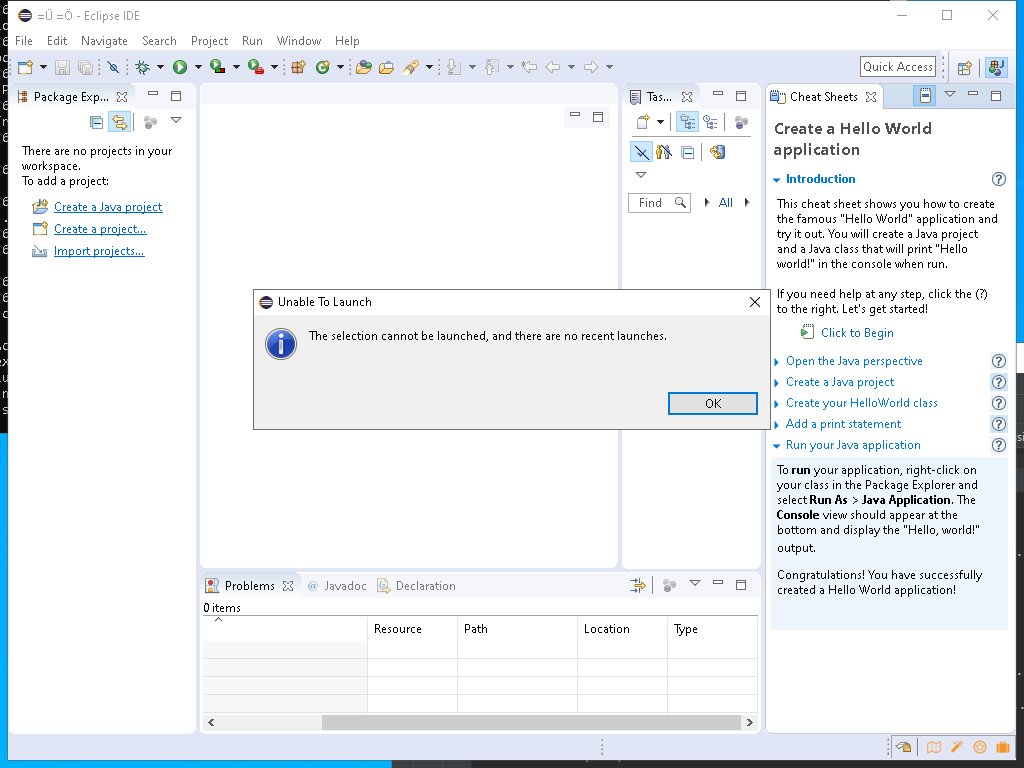 =Ü =Ö - Eclipse IDE
File Edit Navigate Search Project Run Window Help
Quick Access
Package Exp...
There are no projects in your
workspace.
To add a project:
Create a Java project
Create a project...
Import projects...
Tas...
Find
All
Cheat Sheets
Create a Hello World
application
Introduction
This cheat sheet shows you how to create
the famous "Hello World" application and
try it out. You will create a Java project
and a Java class that will print "Hello
world!" in the console when run.
If you need help at any step, click the (?)
to the right. Let's get started!
Click to Begin
Open the Java perspective
Create a Java project
Create your HelloWorld class
Add a print statement
Run your Java application
To run your application, right-click on
your class in the Package Explorer and
select Run As > Java Application. The
Console view should appear at the
bottom and display the "Hello, world!"
output.
Congratulations! You have successfully
created a Hello World application!
Unable To Launch
The selection cannot be launched, and there are no recent launches.
OK
Problems @ Javadoc Declaration
0 items
Resource Path Location Type